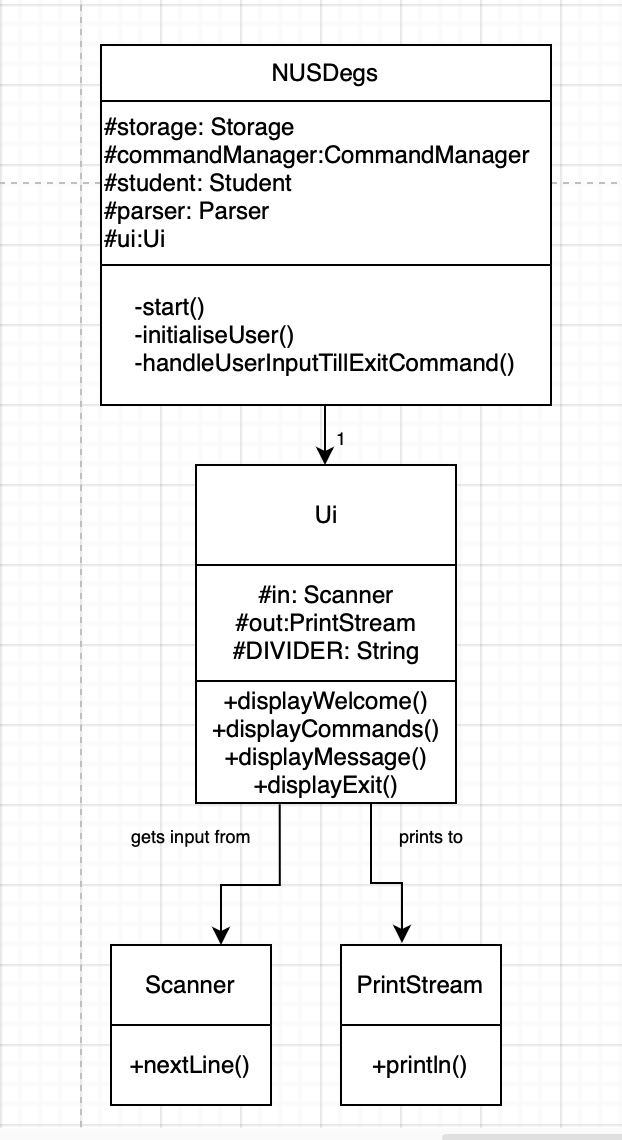 NUSDegs
#storage: Storage
#commandManager:CommandManager
#student: Student
#parser: Parser
#ui:Ui
-start()
-initialiseUser()
-handleUserInputTillExitCommand()
1
Ui
#in: Scanner
#out:PrintStream
#DIVIDER: String
+displayWelcome()
+displayCommands()
+displayMessage()
+displayExit()
gets input from
prints to
Scanner
PrintStream
+nextLine()
+println()